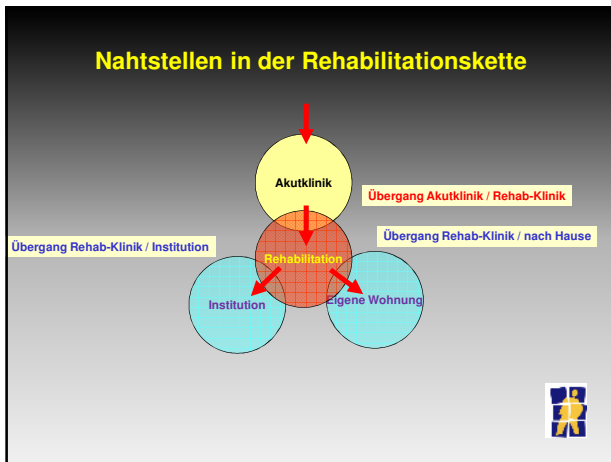 Nahtstellen in der Rehabilitationskette
Akutklinik
Übergang Akutklinik / Rehab-Klinik
Übergang Rehab-Klinik / Institution
Übergang Rehab-Klinik / nach Hause
Rehabilitation
Institution
Eigene Wohnung